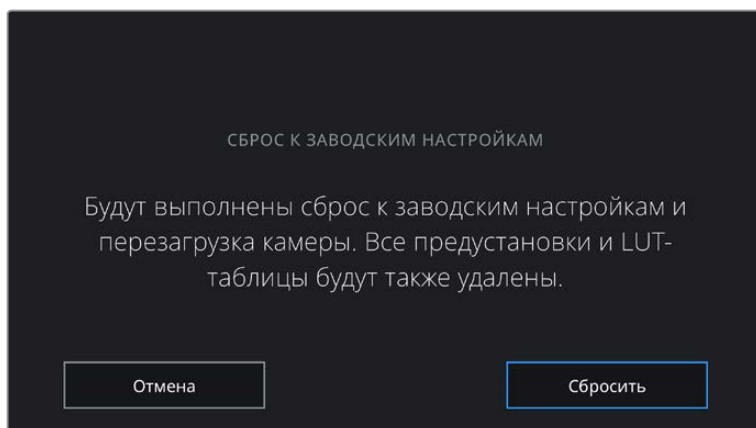 СБРОС К ЗАВОДСКИМ НАСТРОЙКАМ
Будут выполнены сброс к заводским настройкам и
перезагрузка камеры. Все предустановки и LUT-
таблицы будут также удалены.
Отмена
Сбросить